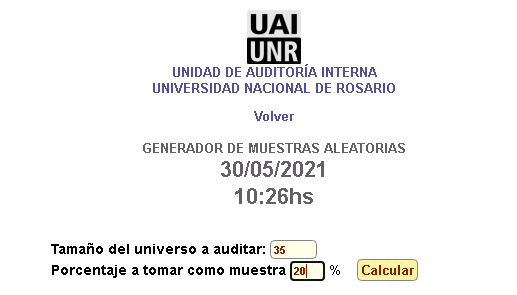 UAI
UNR
UNIDAD DE AUDITORÍA INTERNA
UNIVERSIDAD NACIONAL DE ROSARIO
Volver
GENERADOR DE MUESTRAS ALEATORIAS
30/05/2021
10:26hs
Tamaño del universo a auditar: 35
Porcentaje a tomar como muestra 20 % Calcular